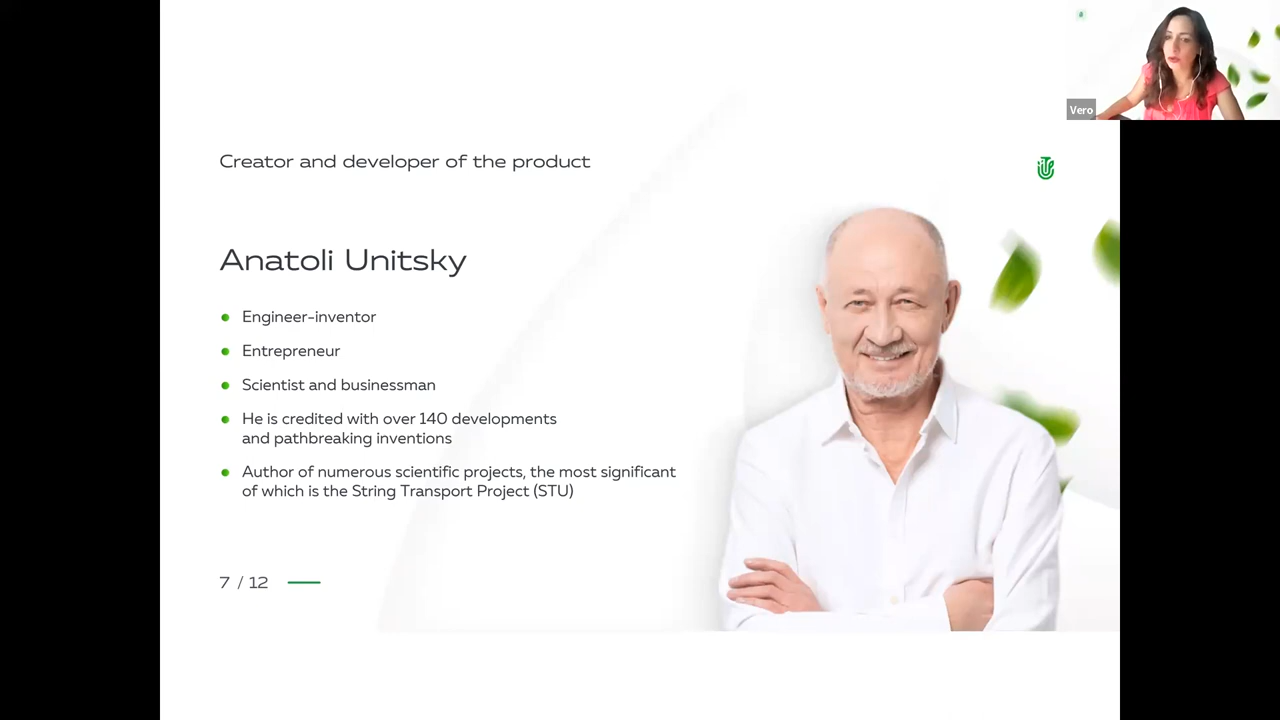 Vero
Creator and developer of the product
Anatoli Unitsky
Engineer-inventor
Entrepreneur
Scientist and businessman
He is credited with over 140 developments
and pathbreaking inventions
Author of numerous scientific projects, the most significant
of which is the String Transport Project (STU)
7 / 12